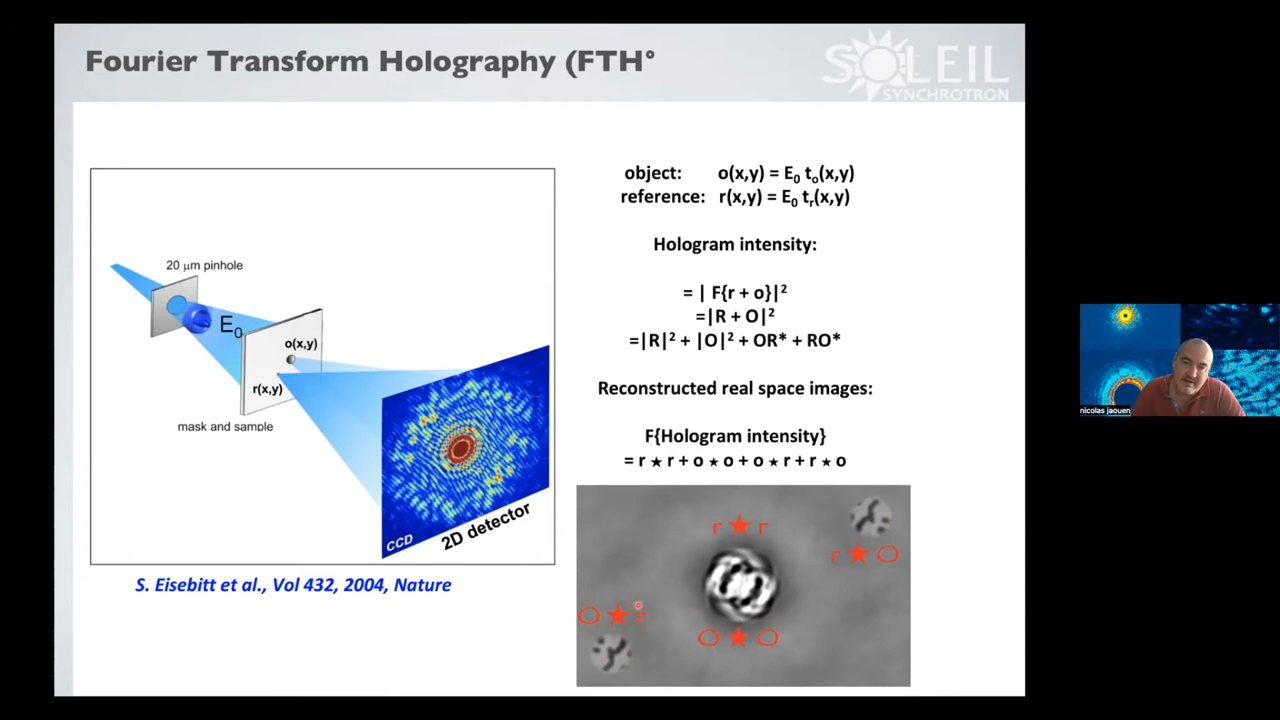 Fourier Transform Holography (FTH°
SOLEIL
SYNCHROTRON
20 μm pinhole
E₀
o(x,y)
r(x,y)
mask and sample
CCD
2D detector
S. Eisebitt et al., Vol 432, 2004, Nature
object: o(x,y) = E₀ tₒ(x,y)
reference: r(x,y) = E₀ tᵣ(x,y)
Hologram intensity:
= | F{r + o}|²
=|R + O|²
=|R|² + |O|² + OR* + RO*
Reconstructed real space images:
F{Hologram intensity}
= r ★ r + o ★ o + o ★ r + r ★ o
r ★ r
r ★ O
O ★ r
O ★ O
nicolas jaouen